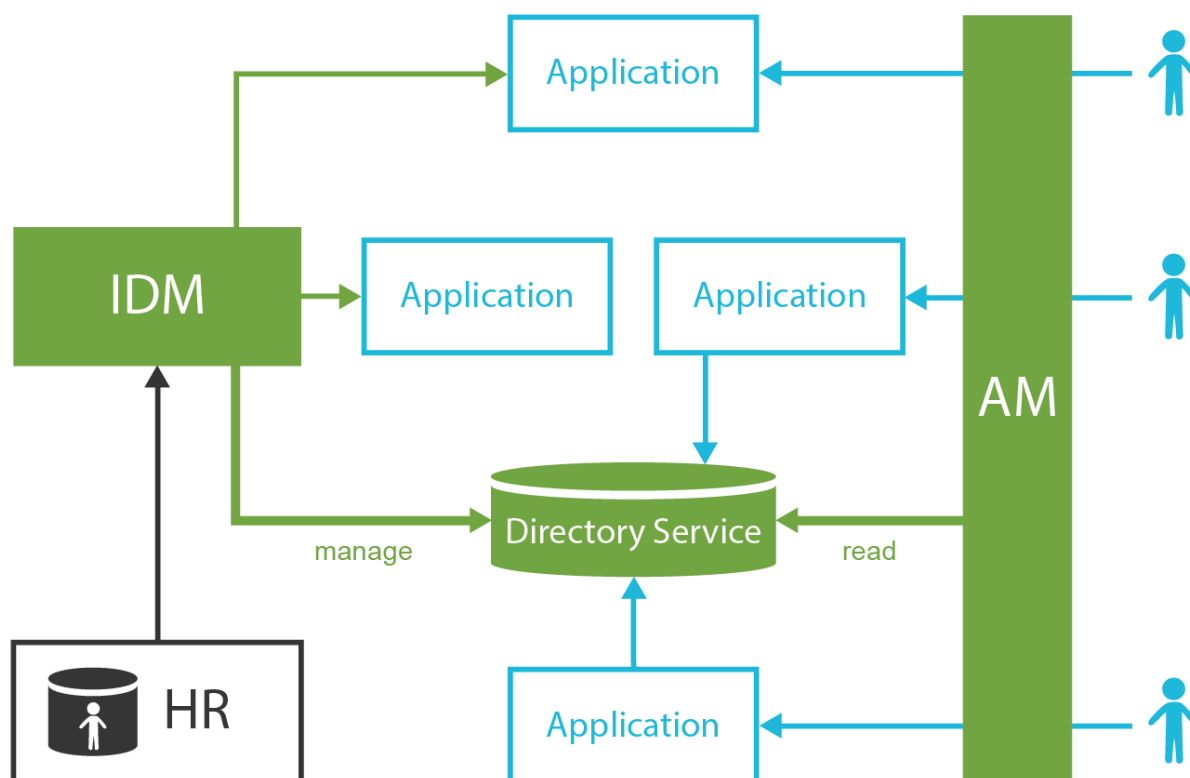 Application
IDM
Application
Application
AM
Directory Service
manage
read
HR
Application